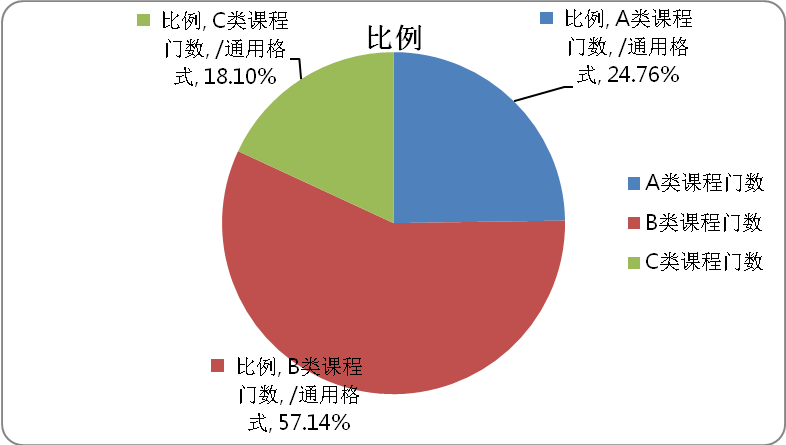 比例
比例, C类课程
门数, /通用格
式, 18.10%
比例, A类课程
门数, /通用格
式, 24.76%
A类课程门数
B类课程门数
C类课程门数
比例, B类课程
门数, /通用格
式, 57.14%